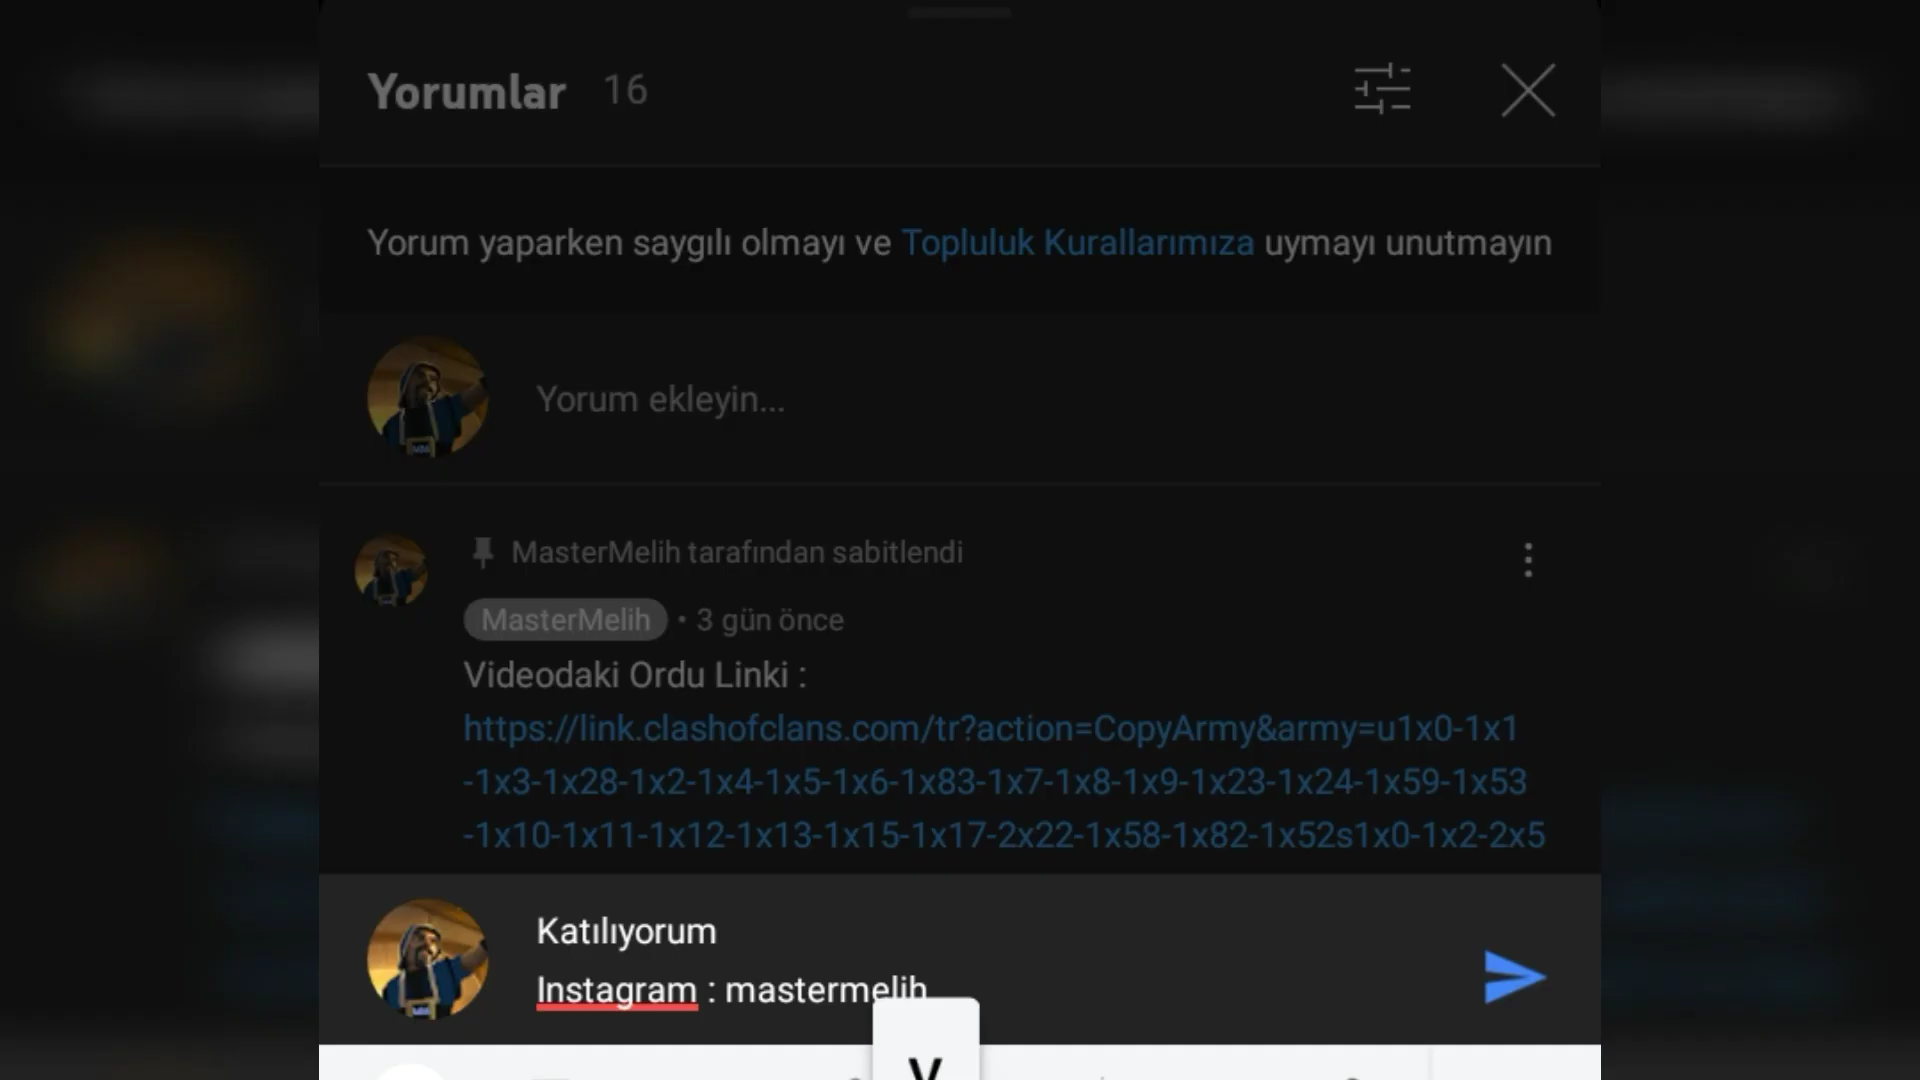 Yorumlar 16
Yorum yaparken saygılı olmayı ve Topluluk Kurallarımıza uymayı unutmayın
Yorum ekleyin...
MasterMelih tarafından sabitlendi
MasterMelih • 3 gün önce
Videodaki Ordu Linki :
https://link.clashofclans.com/tr?action=CopyArmy&army=u1x0-1x1
-1x3-1x28-1x2-1x4-1x5-1x6-1x83-1x7-1x8-1x9-1x23-1x24-1x59-1x53
-1x10-1x11-1x12-1x13-1x15-1x17-2x22-1x58-1x82-1x52s1x0-1x2-2x5
Katılıyorum
Instagram : mastermelih